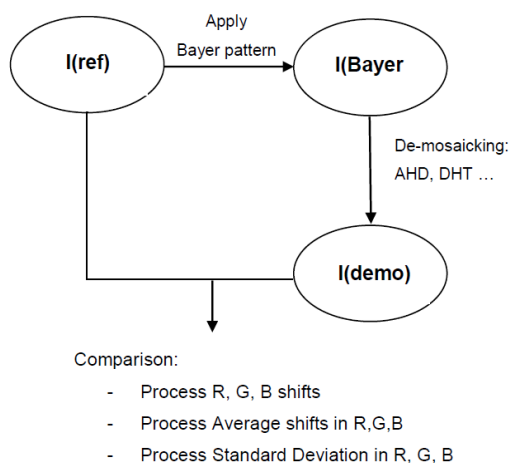 Apply
Bayer pattern
I(ref)
I(Bayer
De-mosaicking:
AHD, DHT ...
I(demo)
Comparison:
- Process R, G, B shifts
- Process Average shifts in R,G,B
- Process Standard Deviation in R, G, B